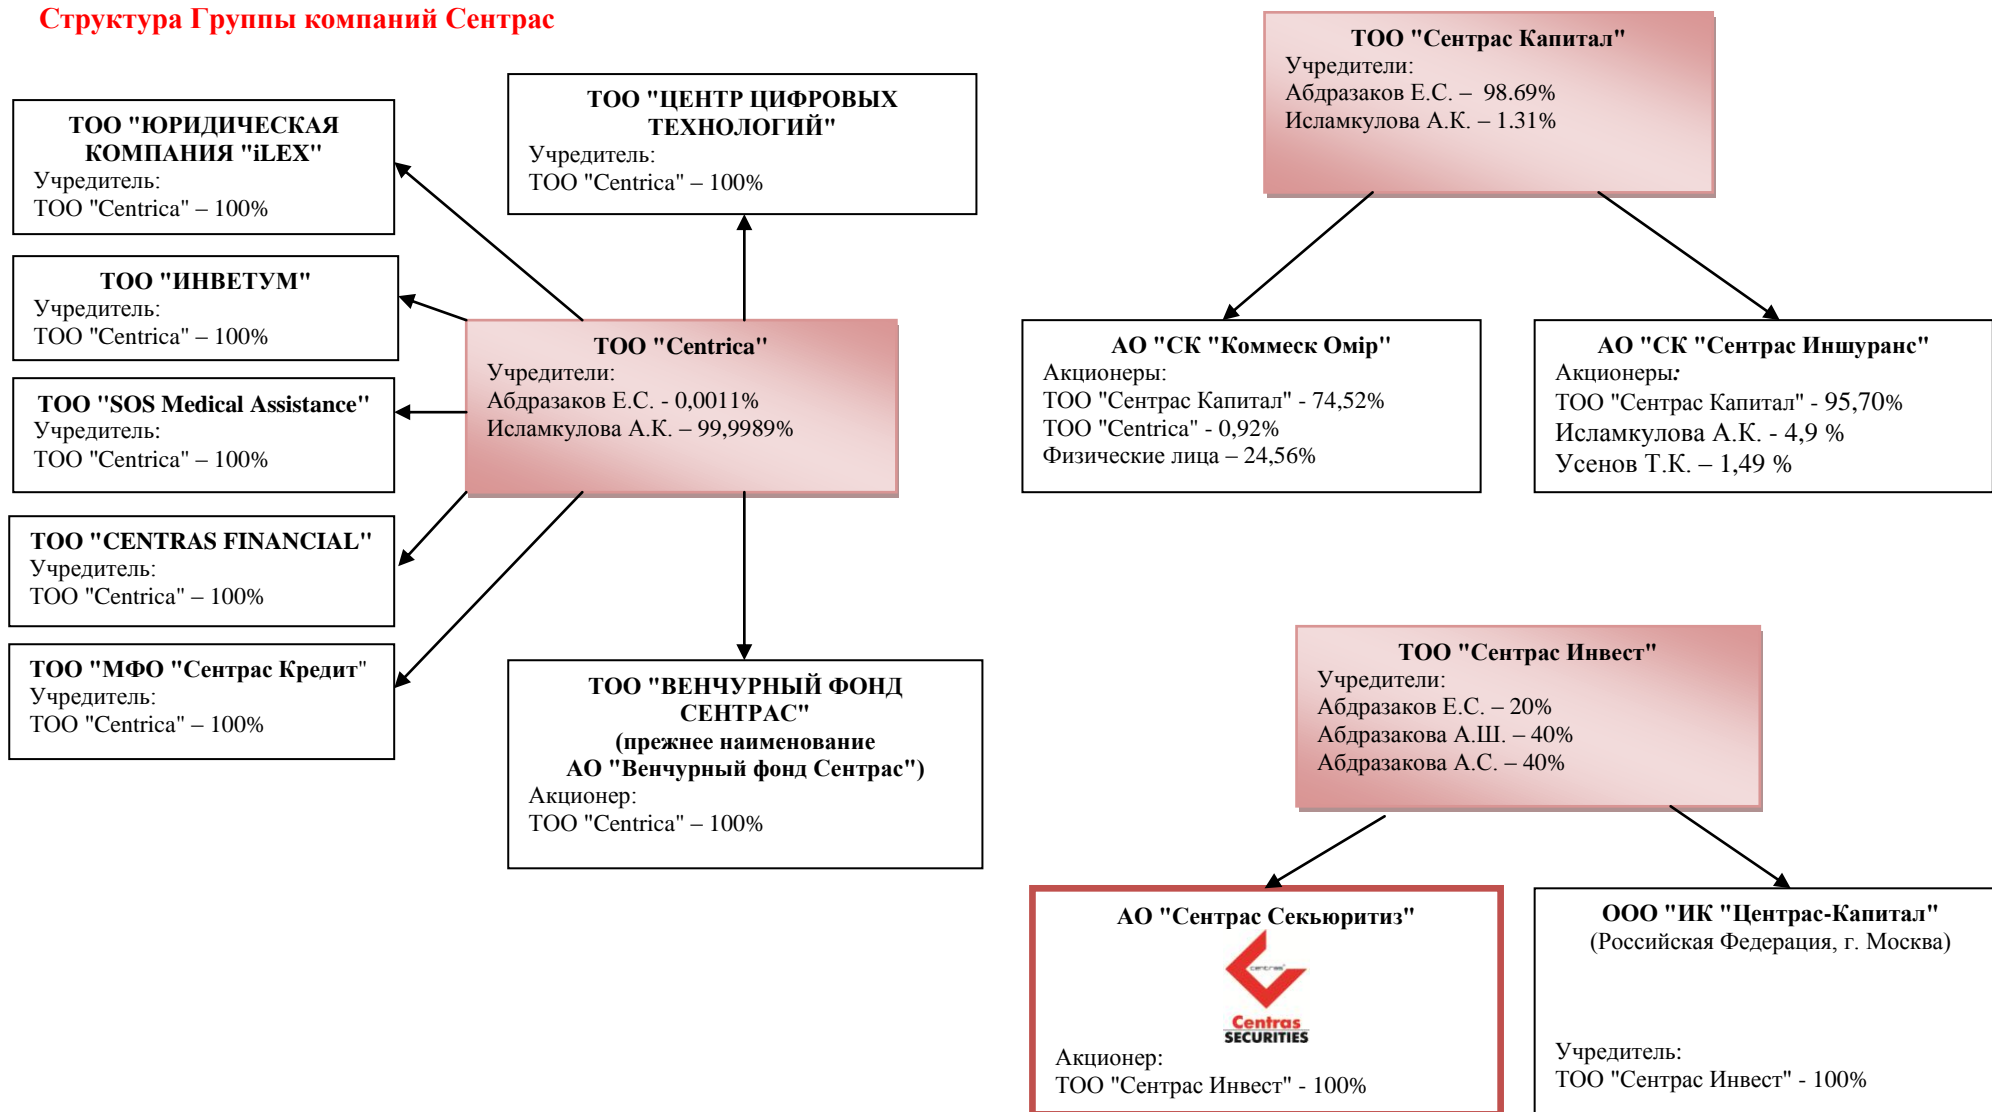 Структура Группы компаний Сентрас
ТОО "ЮРИДИЧЕСКАЯ
КОМПАНИЯ "iLEX"
Учредитель:
ТОО "Centrica" – 100%
ТОО "ЦЕНТР ЦИФРОВЫХ
ТЕХНОЛОГИЙ"
Учредитель:
ТОО "Centrica" – 100%
ТОО "ИНВЕТУМ"
Учредитель:
ТОО "Centrica" – 100%
ТОО "SOS Medical Assistance"
Учредитель:
ТОО "Centrica" – 100%
ТОО "CENTRAS FINANCIAL"
Учредитель:
ТОО "Centrica" – 100%
ТОО "МФО "Сентрас Кредит"
Учредитель:
ТОО "Centrica" – 100%
ТОО "Centrica"
Учредители:
Абдразаков Е.С. - 0,0011%
Исламкулова А.К. – 99,9989%
ТОО "ВЕНЧУРНЫЙ ФОНД
СЕНТРАС"
(прежнее наименование
АО "Венчурный фонд Сентрас")
Акционер:
ТОО "Centrica" – 100%
ТОО "Сентрас Капитал"
Учредители:
Абдразаков Е.С. – 98.69%
Исламкулова А.К. – 1.31%
АО "СК "Коммеск Омір"
Акционеры:
ТОО "Сентрас Капитал" - 74,52%
ТОО "Centrica" - 0,92%
Физические лица – 24,56%
АО "СК "Сентрас Иншуранс"
Акционеры:
ТОО "Сентрас Капитал" - 95,70%
Исламкулова А.К. - 4,9 %
Усенов Т.К. – 1,49 %
ТОО "Сентрас Инвест"
Учредители:
Абдразаков Е.С. – 20%
Абдразакова А.Ш. – 40%
Абдразакова А.С. – 40%
АО "Сентрас Секьюритиз"
centras
Centras
SECURITIES
Акционер:
ТОО "Сентрас Инвест" - 100%
ООО "ИК "Центрас-Капитал"
(Российская Федерация, г. Москва)
Учредитель:
ТОО "Сентрас Инвест" - 100%